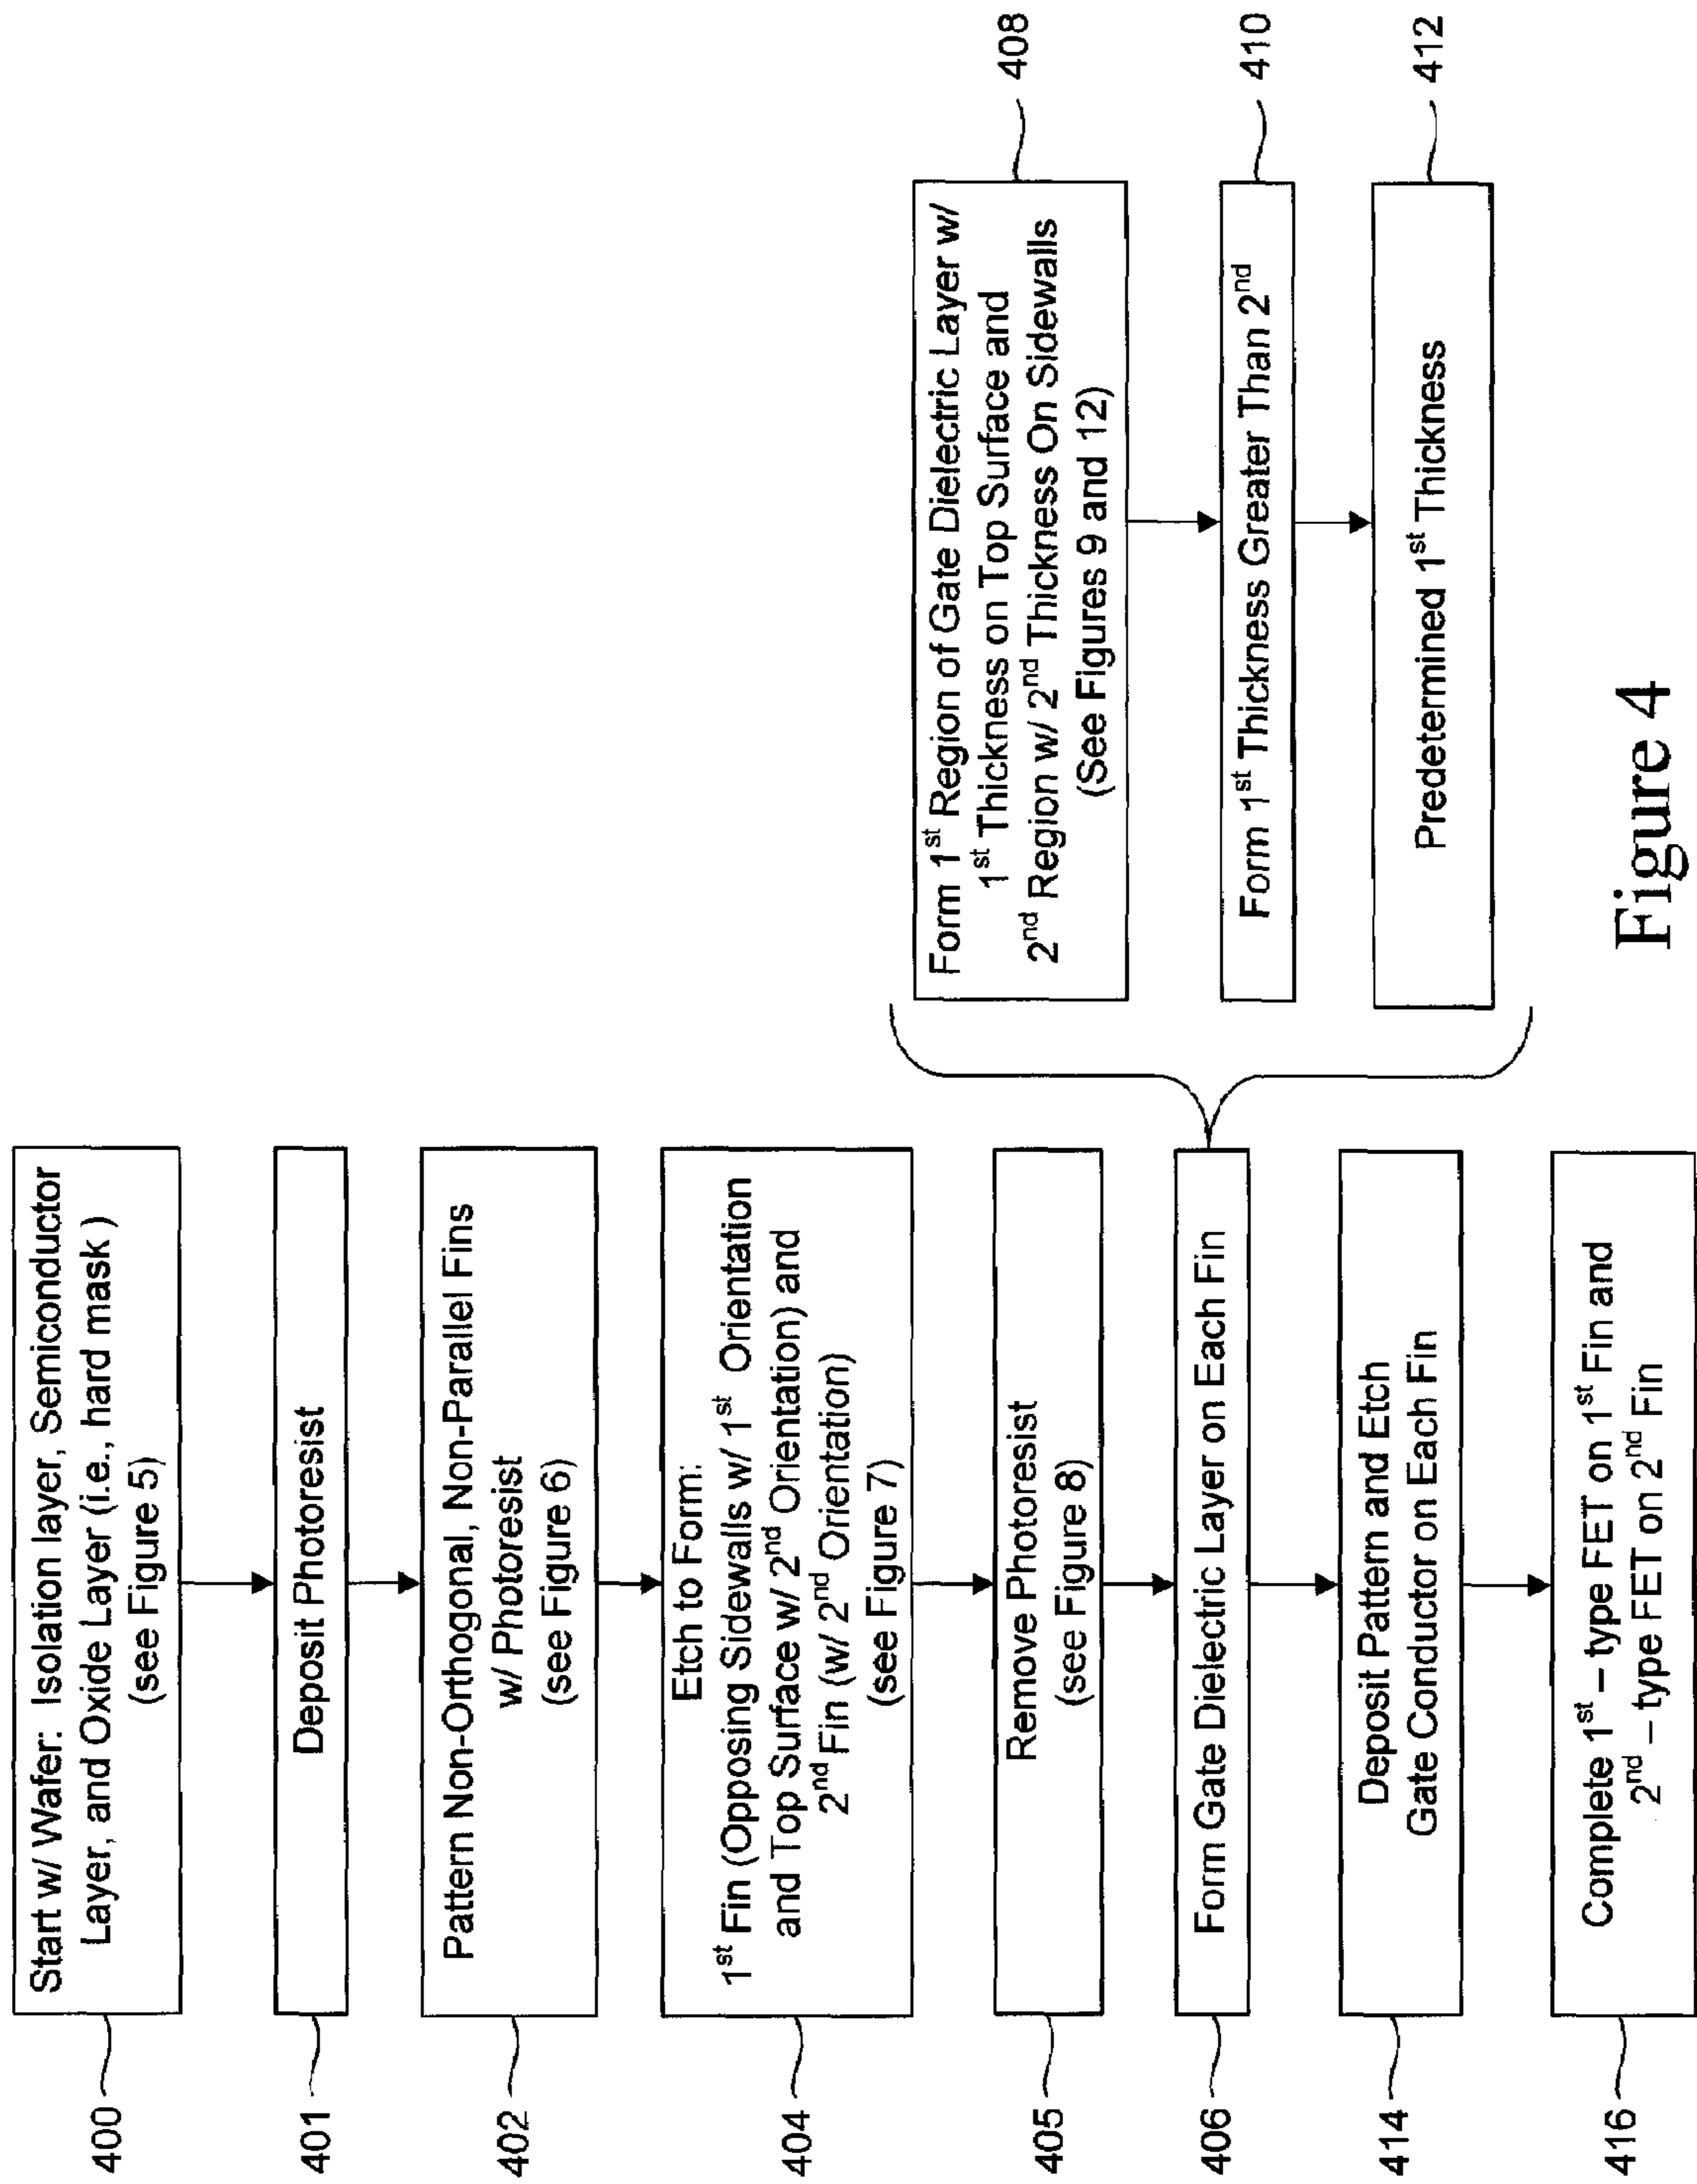 400
Start w/ Wafer: Isolation layer, Semiconductor
Layer, and Oxide Layer (i.e., hard mask )
(see Figure 5)
401
Deposit Photoresist
402
Pattern Non-Orthogonal, Non-Parallel Fins
w/ Photoresist
(see Figure 6)
404
Etch to Form:
1st Fin (Opposing Sidewalls w/ 1st Orientation
and Top Surface w/ 2nd Orientation) and
2nd Fin (w/ 2nd Orientation)
(see Figure 7)
405
Remove Photoresist
(see Figure 8)
406
Form Gate Dielectric Layer on Each Fin
408
Form 1st Region of Gate Dielectric Layer w/
1st Thickness on Top Surface and
2nd Region w/ 2nd Thickness On Sidewalls
(See Figures 9 and 12)
410
Form 1st Thickness Greater Than 2nd
412
Predetermined 1st Thickness
414
Deposit Pattern and Etch
Gate Conductor on Each Fin
416
Complete 1st – type FET on 1st Fin and
2nd – type FET on 2nd Fin
Figure 4